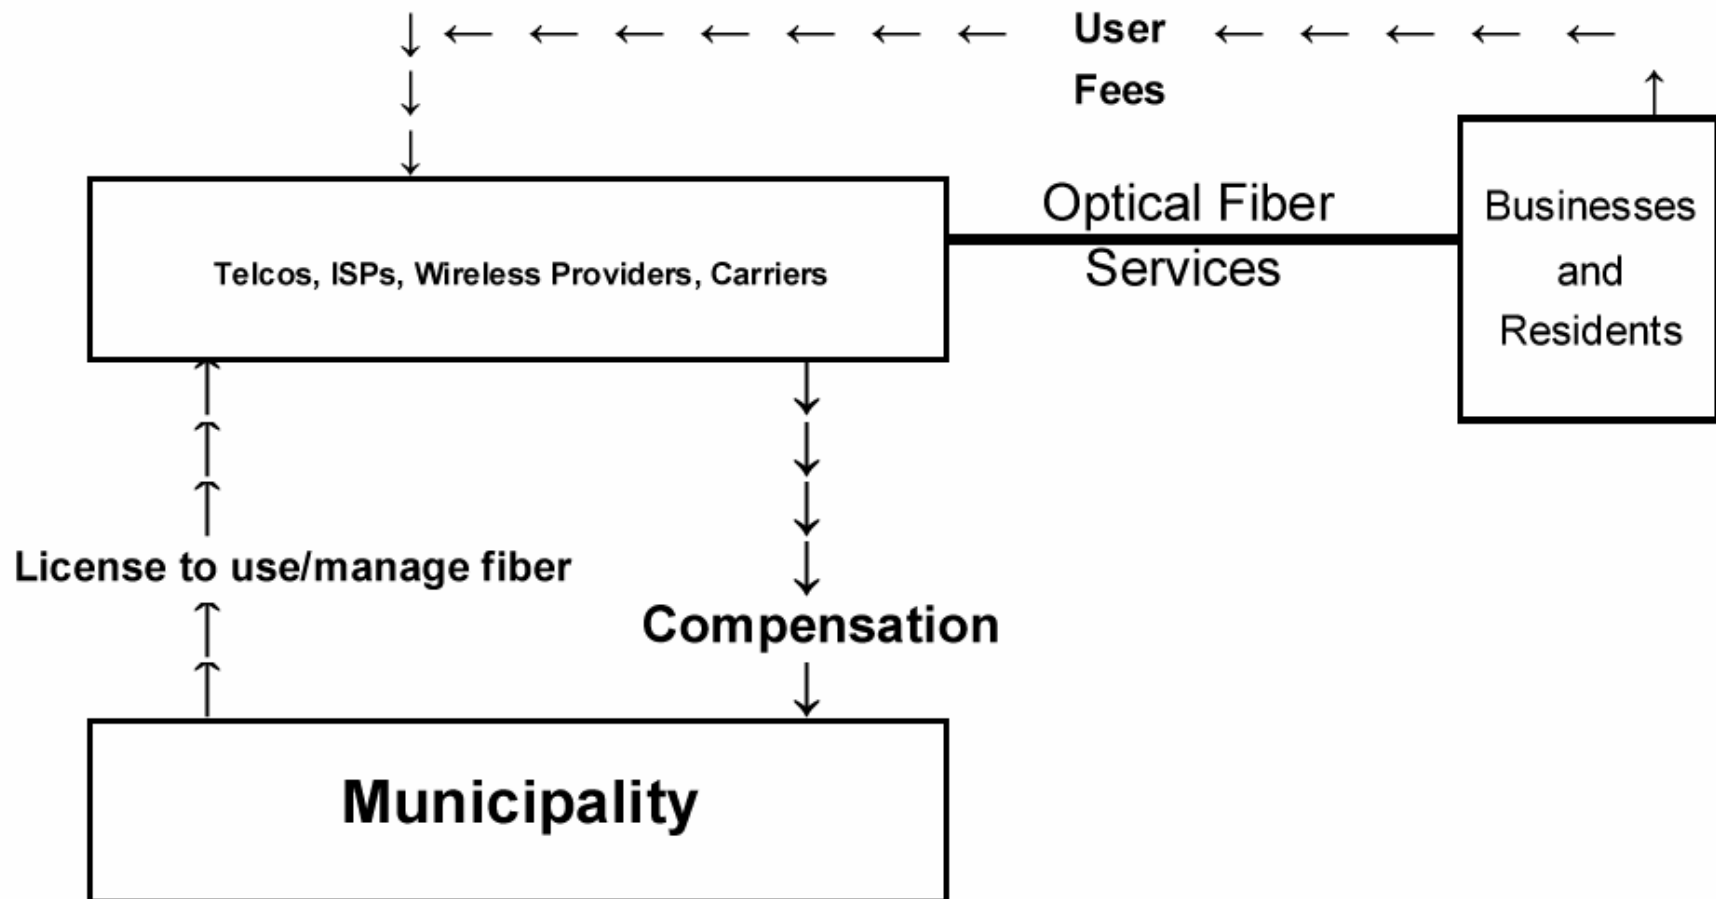 User
Fees
Optical Fiber
Services
Businesses
and
Residents
Telcos, ISPs, Wireless Providers, Carriers
License to use/manage fiber
Compensation
Municipality